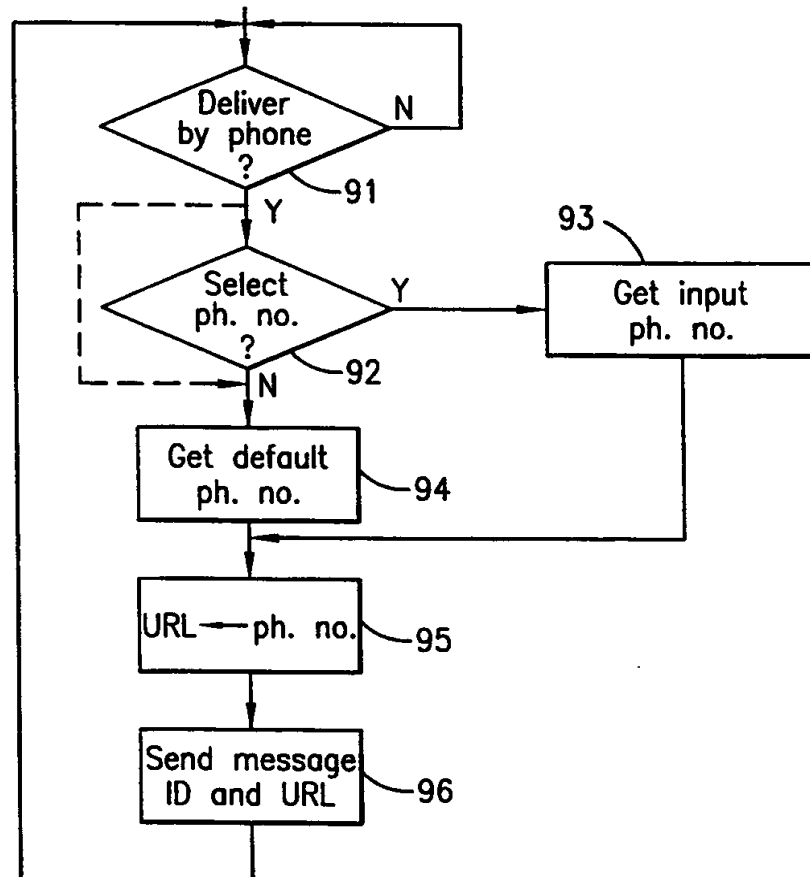 Deliver
by phone
?
N
91
Y
Select
ph. no.
?
Y
92
N
93
Get input
ph. no.
Get default
ph. no.
94
URL ← ph. no.
95
Send message
ID and URL
96